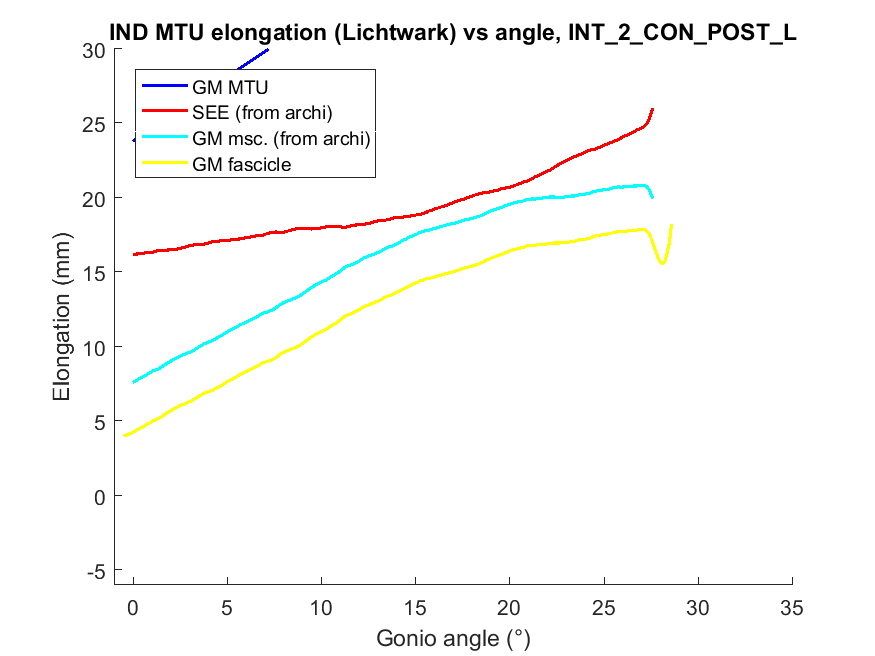 IND MTU elongation (Lichtwark) vs angle, INT_2_CON_POST_L
30
25
20
15
10
5
0
-5
Elongation (mm)
GM MTU
SEE (from archi)
GM msc. (from archi)
GM fascicle
0 5 10 15 20 25 30 35
Gonio angle (°)